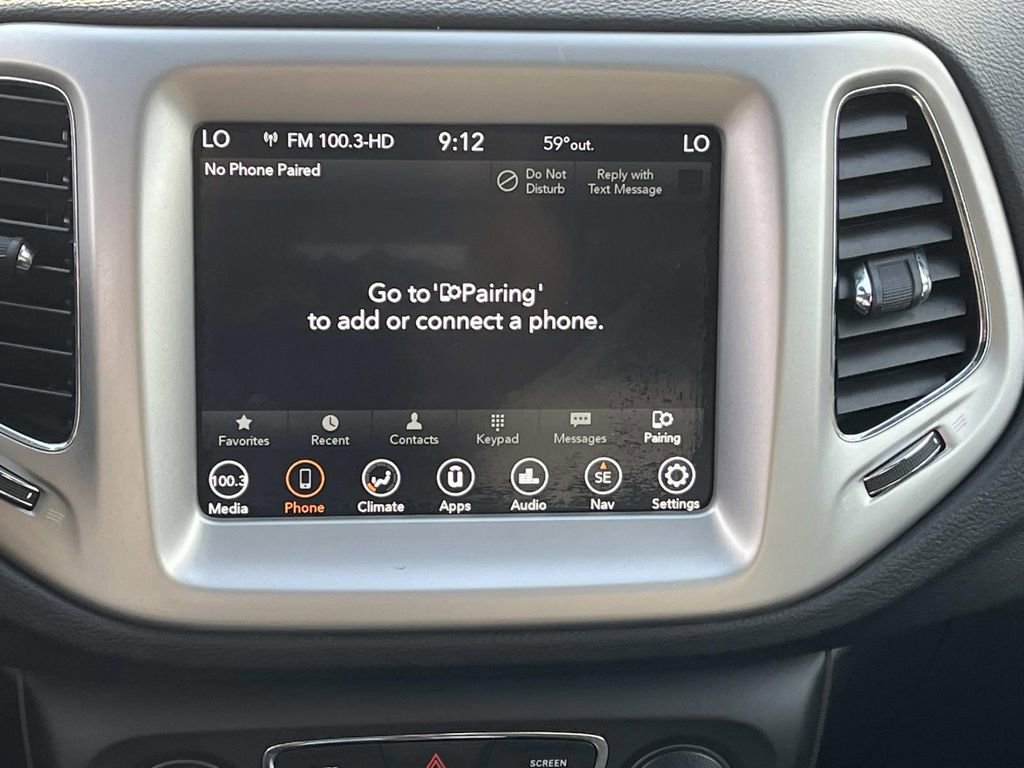 LO FM 100.3-HD 9:12 59°out. LO
No Phone Paired
Do Not
Disturb
Reply with
Text Message
Go to 'Pairing'
to add or connect a phone.
Favorites Recent Contacts Keypad Messages Pairing
100.3 SE
Media Phone Climate Apps Audio Nav Settings
SCREEN